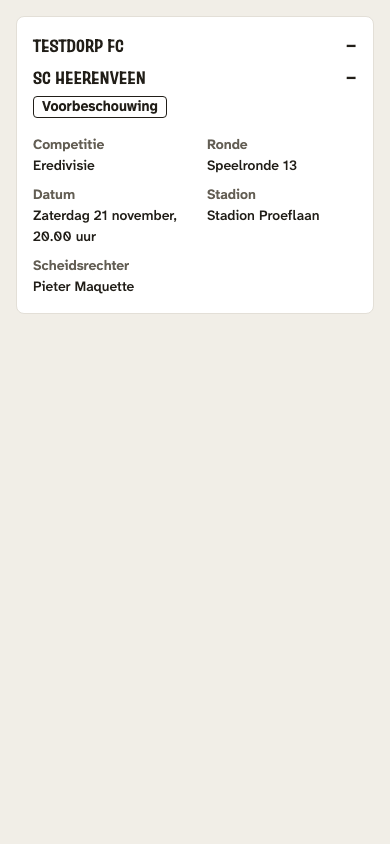 TESTDORP FC –
SC HEERENVEEN –
Voorbeschouwing
Competitie
Eredivisie
Ronde
Speelronde 13
Datum
Zaterdag 21 november,
20.00 uur
Stadion
Stadion Proeflaan
Scheidsrechter
Pieter Maquette